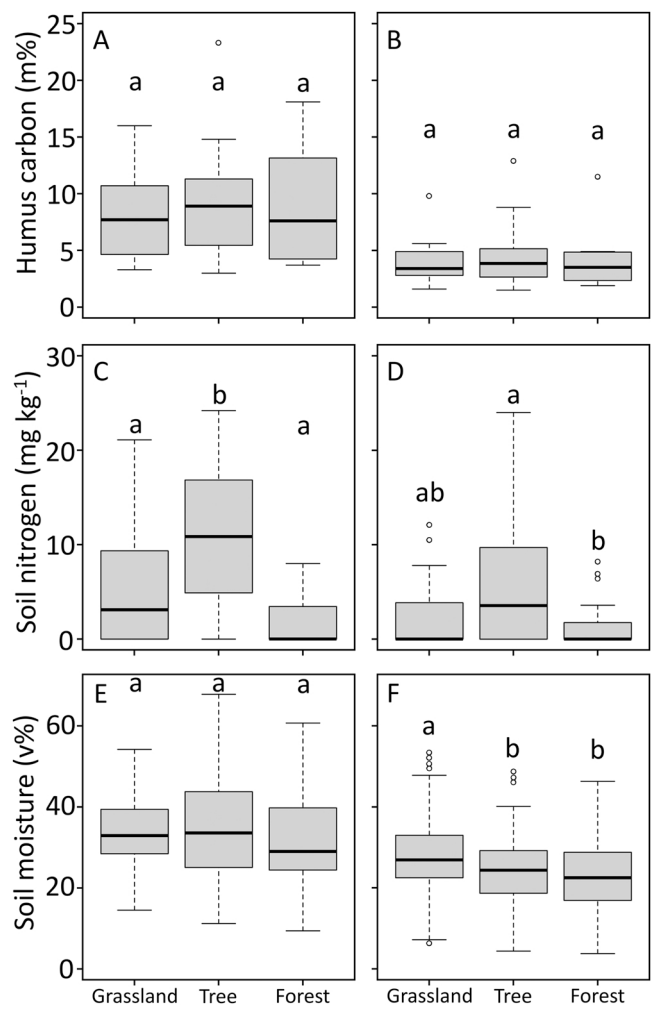 A
B
Humus carbon (m%)
25
20
15
10
5
0
a a a
a a a
C
D
Soil nitrogen (mg kg-1)
30
20
10
0
a b a
ab a b
E
F
Soil moisture (v%)
60
40
20
0
a a a
a b b
Grassland Tree Forest
Grassland Tree Forest